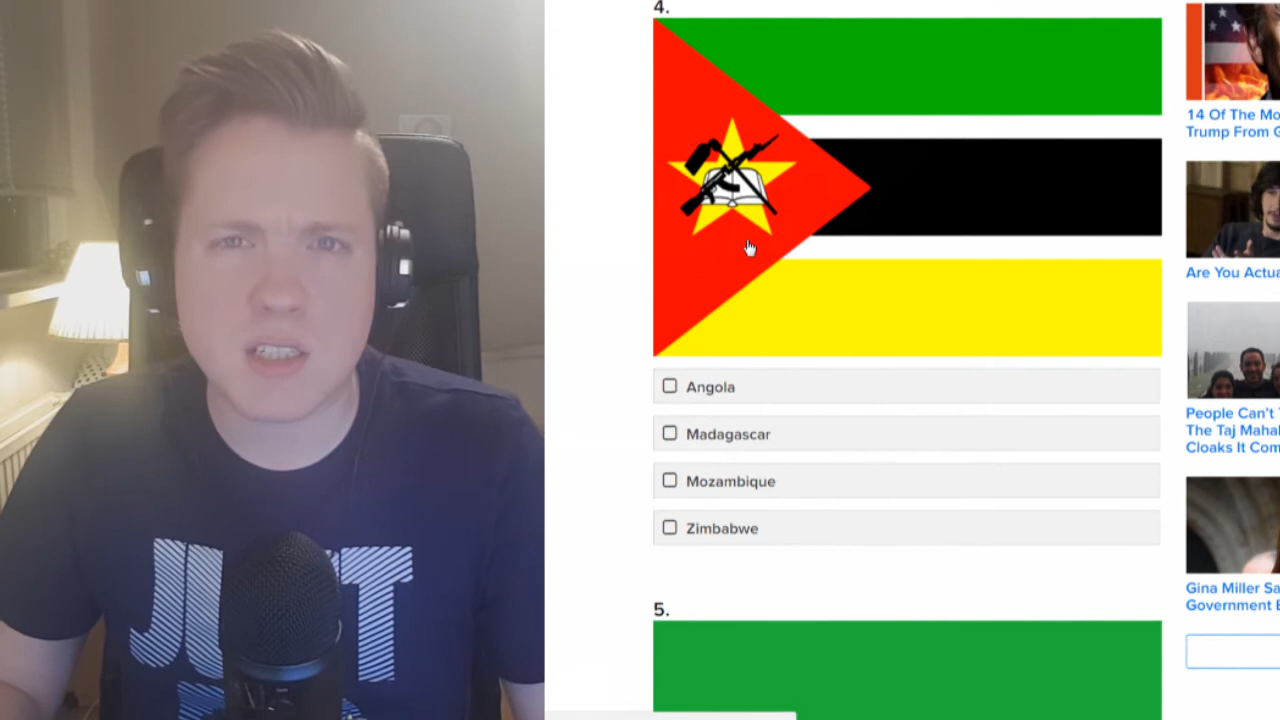 4.
Angola
Madagascar
Mozambique
Zimbabwe
5.
14 Of The Mo
Trump From G
Are You Actua
People Can't
The Taj Mahal
Cloaks It Com
Gina Miller Sa
Government E
JUST